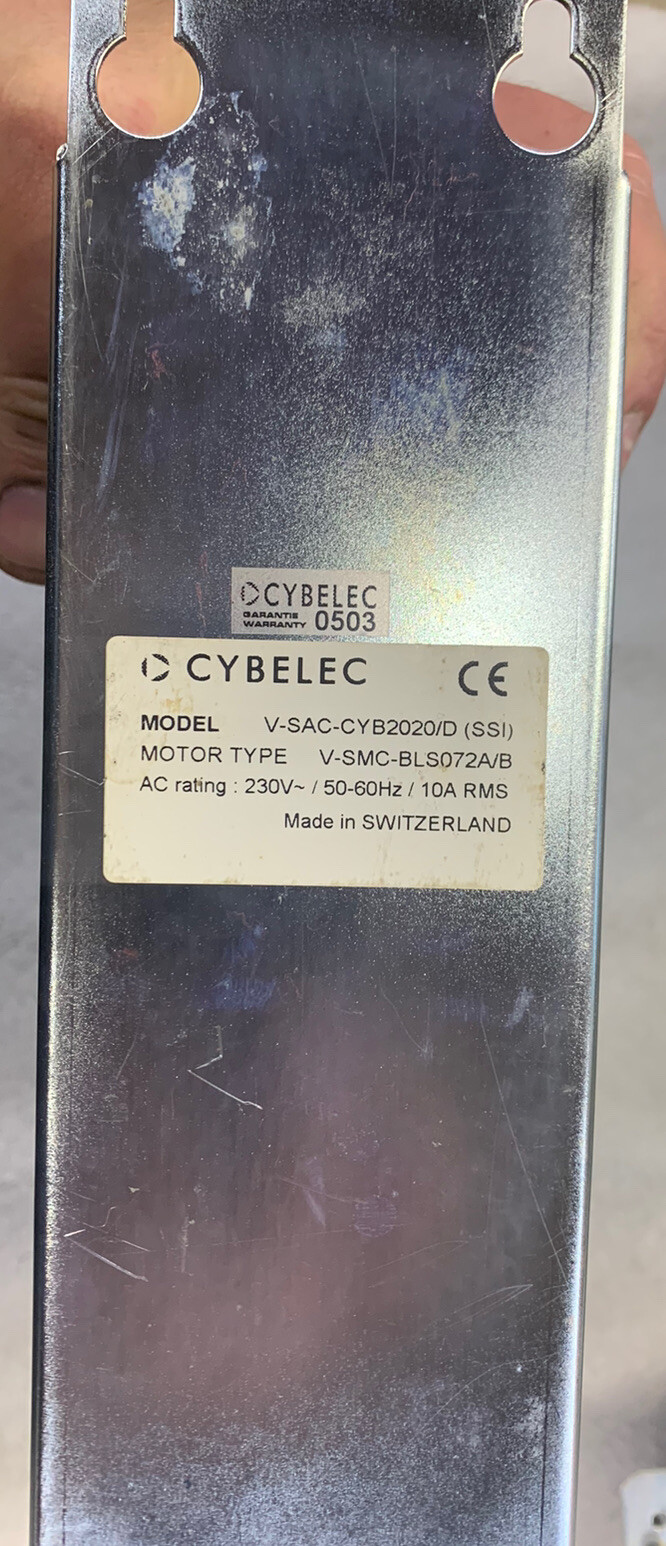 CYBELEC
GARANTIE
WARRANTY 0503
CYBELEC CE
MODEL V-SAC-CYB2020/D (SSI)
MOTOR TYPE V-SMC-BLS072A/B
AC rating : 230V~ / 50-60Hz / 10A RMS
Made in SWITZERLAND